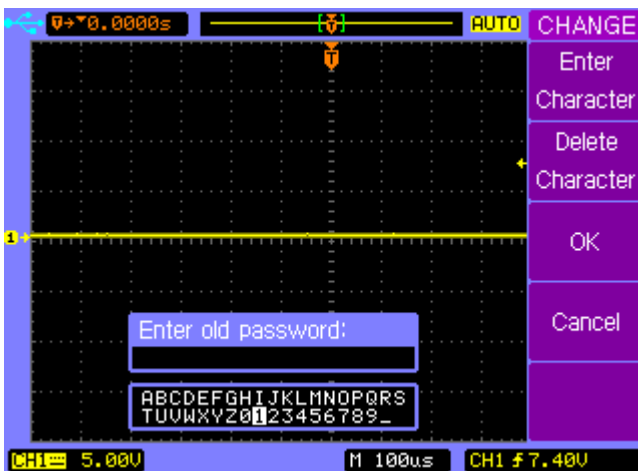 T→▼0.0000s [T] AUTO CHANGE
T
Enter
Character
Delete
Character
1
OK
Cancel
Enter old password:
ABCDEFGHIJKLMNOPQRS
TUVWXYZ0123456789_
CH1 5.00V M 100us CH1 7.40V